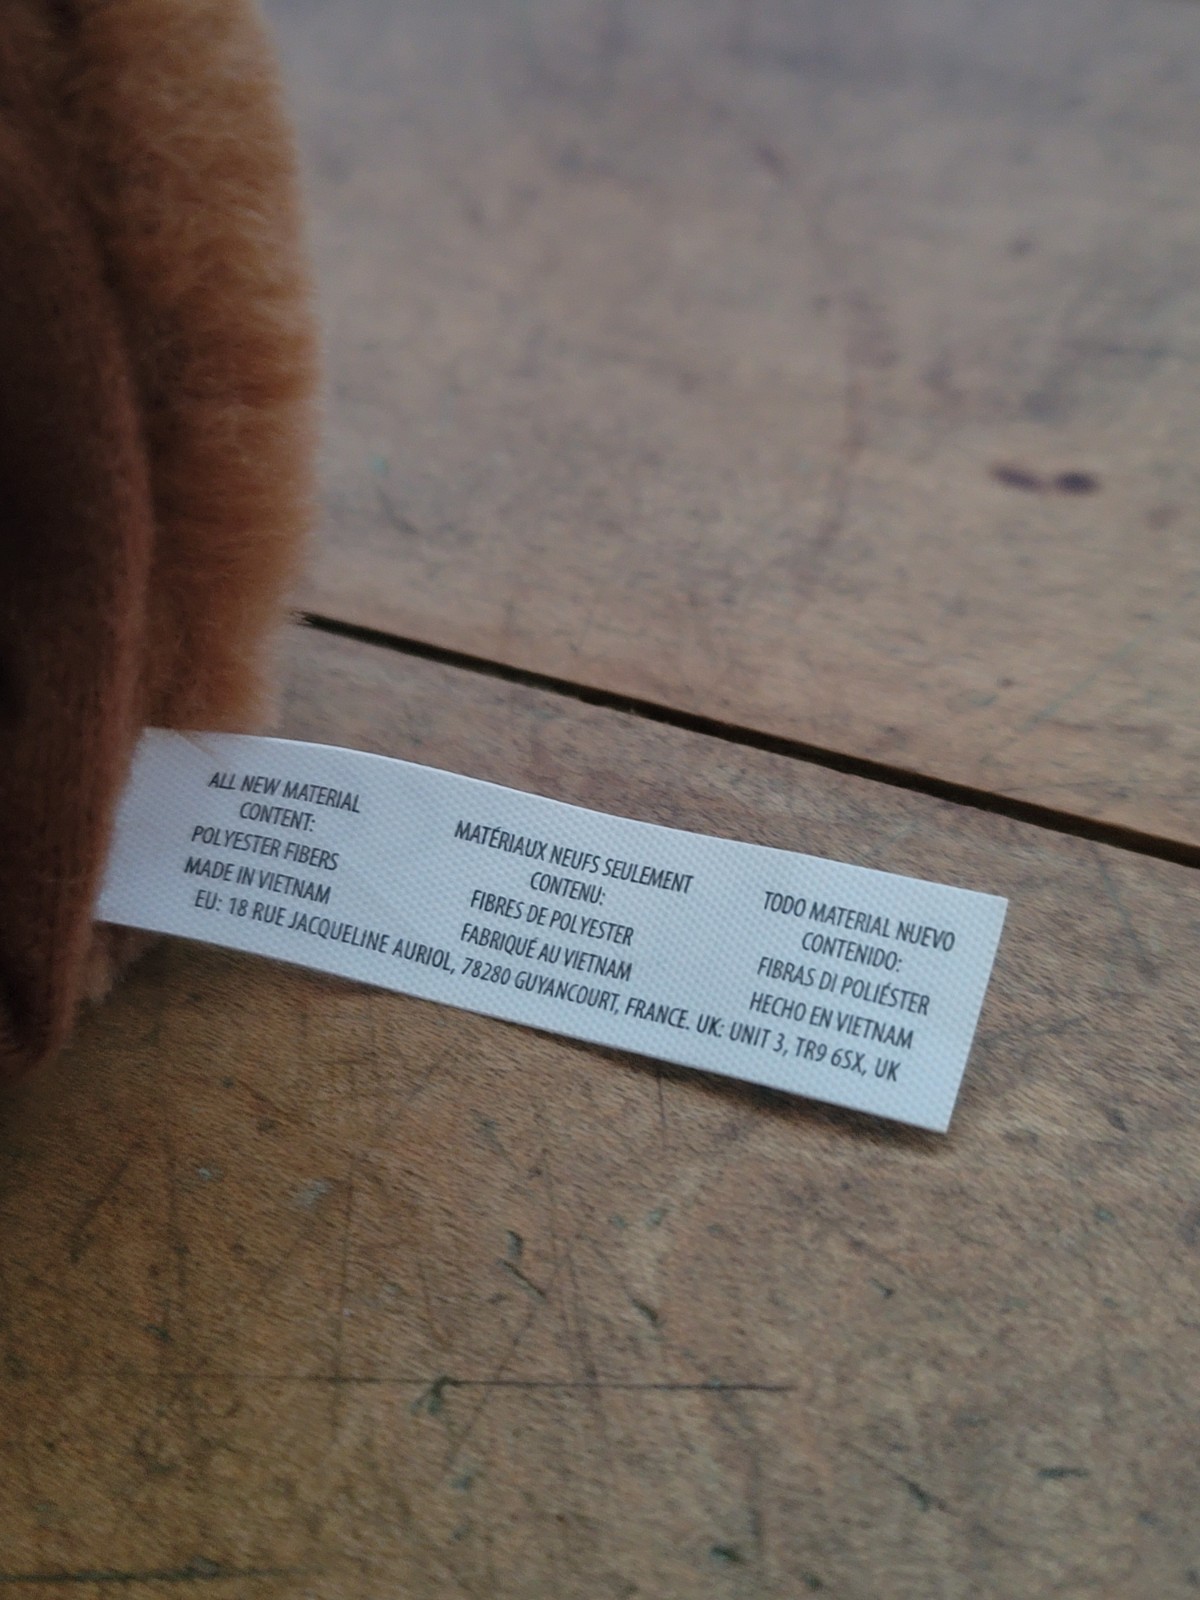 ALL NEW MATERIAL
CONTENT:
POLYESTER FIBERS
MADE IN VIETNAM
MATÉRIAUX NEUFS SEULEMENT
CONTENU:
FIBRES DE POLYESTER
FABRIQUÉ AU VIETNAM
TODO MATERIAL NUEVO
CONTENIDO:
FIBRAS DI POLIÉSTER
HECHO EN VIETNAM
EU: 18 RUE JACQUELINE AURIOL, 78280 GUYANCOURT, FRANCE. UK: UNIT 3, TR9 6SX, UK